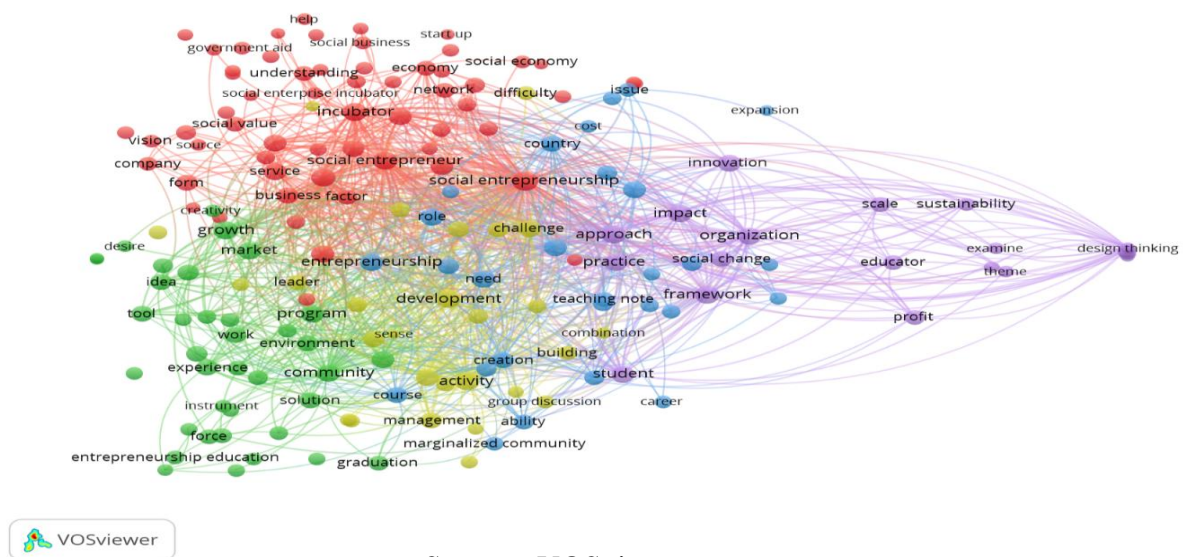 help
start up
government aid
social business
economy
social economy
understanding
social enterprise incubator
network
difficulty
issue
incubator
expansion
social value
cost
vision
source
country
company
social entrepreneur
innovation
service
form
business factor
social entrepreneurship
scale
sustainability
creativity
role
impact
growth
challenge
approach
organization
desire
market
examine
design thinking
entrepreneurship
practice
social change
educator
theme
idea
leader
need
development
teaching note
framework
tool
program
profit
work
sense
combination
environment
building
experience
community
creation
student
activity
solution
course
group discussion
career
instrument
management
ability
force
marginalized community
entrepreneurship education
graduation
VOSviewer